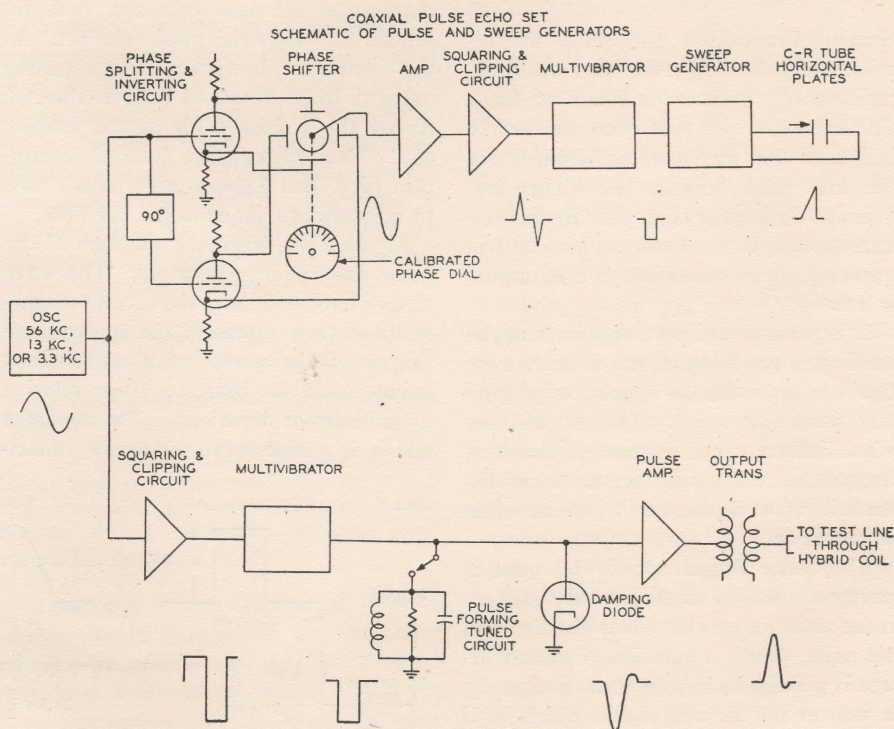 COAXIAL PULSE ECHO SET
SCHEMATIC OF PULSE AND SWEEP GENERATORS
PHASE
SPLITTING &
INVERTING
CIRCUIT
PHASE
SHIFTER
AMP
SQUARING &
CLIPPING
CIRCUIT
MULTIVIBRATOR
SWEEP
GENERATOR
C-R TUBE
HORIZONTAL
PLATES
90°
CALIBRATED
PHASE DIAL
OSC
56 KC,
13 KC,
OR 3.3 KC
SQUARING &
CLIPPING
CIRCUIT
MULTIVIBRATOR
PULSE
AMP.
OUTPUT
TRANS
TO TEST LINE
THROUGH
HYBRID COIL
PULSE
FORMING
TUNED
CIRCUIT
DAMPING
DIODE